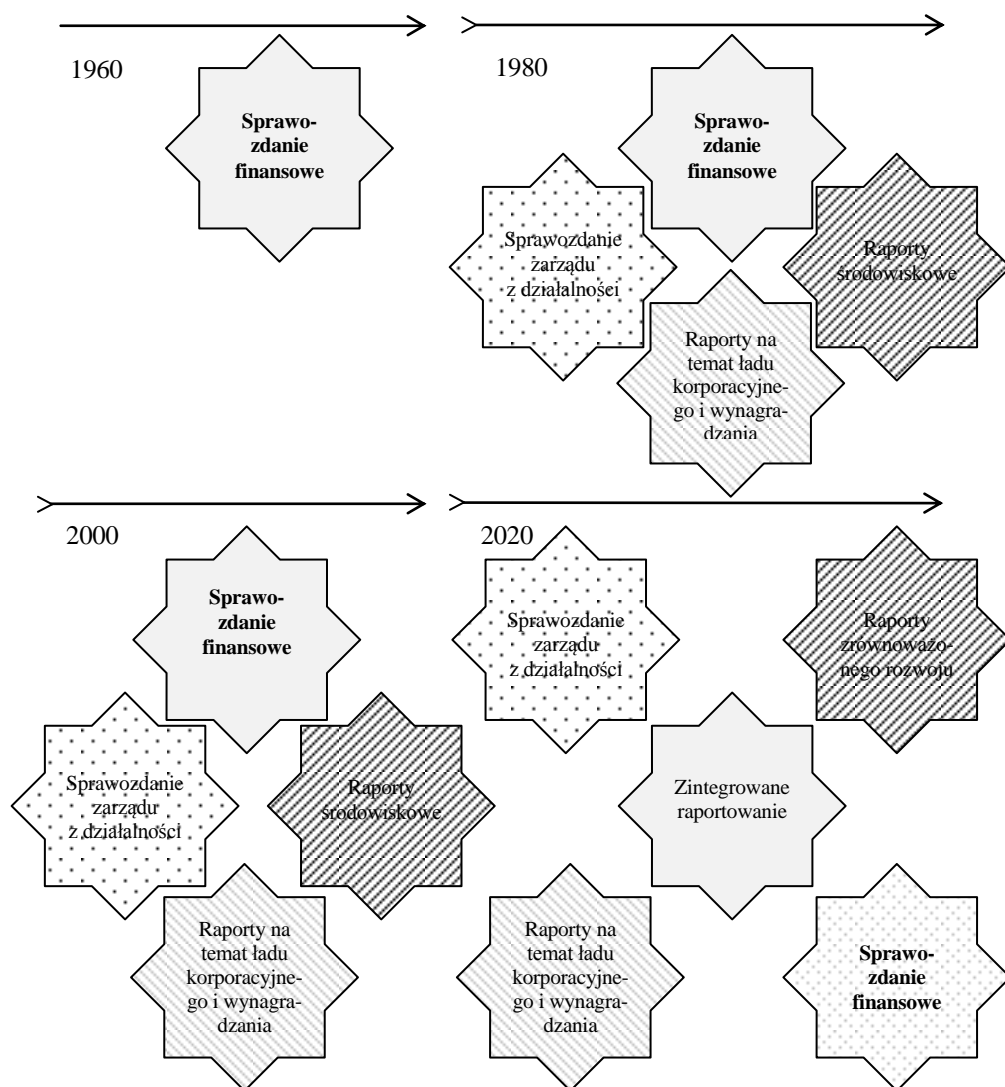 1960
Sprawo-
zdanie
finansowe
1980
Sprawo-
zdanie
finansowe
Sprawozdanie
zarządu
z działalności
Raporty
środowiskowe
Raporty na
temat ładu
korporacyjne-
go i wynagra-
dzania
2000
Sprawo-
zdanie
finansowe
Sprawozdanie
zarządu
z działalności
Raporty
środowiskowe
Raporty na
temat ładu
korporacyjne-
go i wynagra-
dzania
2020
Sprawozdanie
zarządu
z działalności
Raporty
zrównoważo-
nego rozwoju
Zintegrowane
raportowanie
Raporty na
temat ładu
korporacyjne-
go i wynagra-
dzania
Sprawo-
zdanie
finansowe